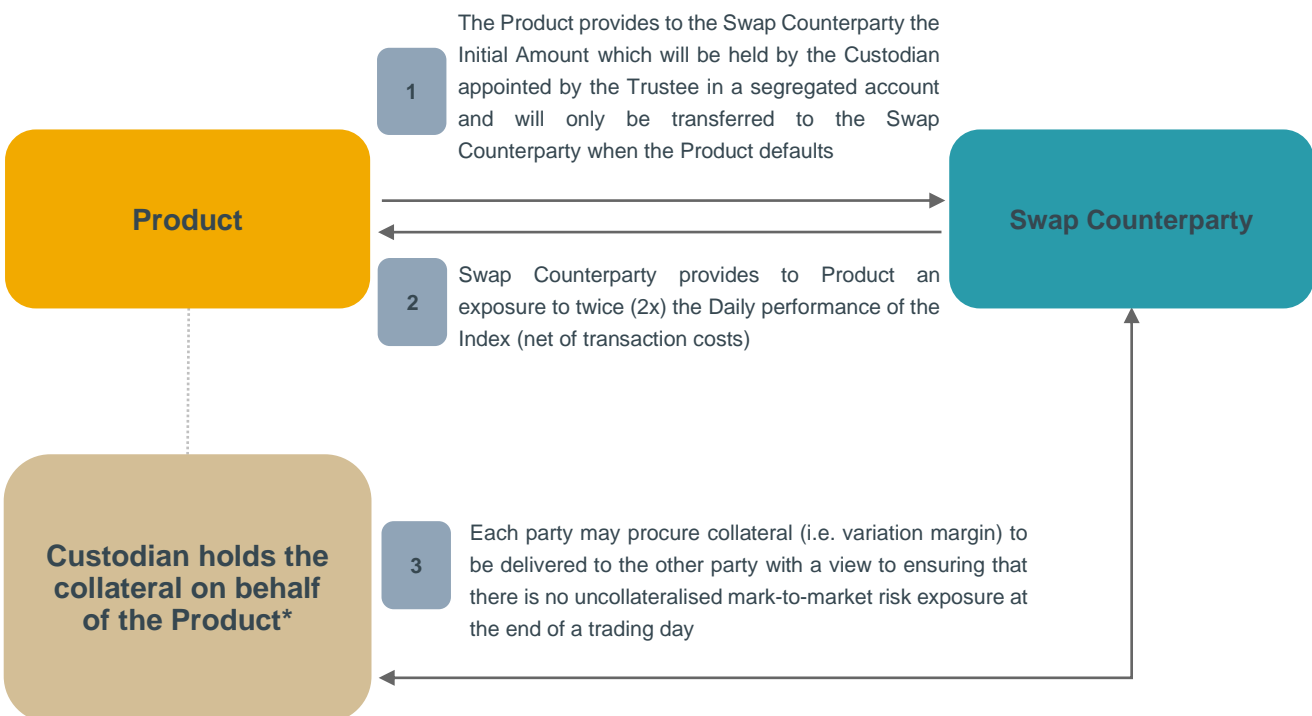 The Product provides to the Swap Counterparty the
Initial Amount which will be held by the Custodian
1
appointed by the Trustee in a segregated account
and will only be transferred to the Swap
Counterparty when the Product defaults
Product
Swap Counterparty
2
Swap Counterparty provides to Product an
exposure to twice (2x) the Daily performance of the
Index (net of transaction costs)
Custodian holds the
collateral on behalf
of the Product*
3
Each party may procure collateral (i.e. variation margin) to
be delivered to the other party with a view to ensuring that
there is no uncollateralised mark-to-market risk exposure at
the end of a trading day